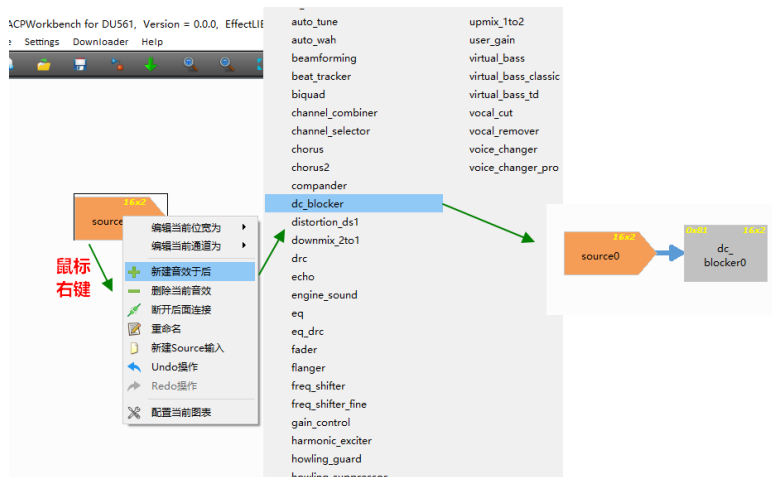 ACPWorkbench for DU561, Version = 0.0.0, EffectLIE
e Settings Downloader Help
16x2
source
鼠标
右键
编辑当前位宽为
编辑当前通道为
新建音效于后
删除当前音效
断开后面连接
重命名
新建Source输入
Undo操作
Redo操作
配置当前图表
auto_tune
auto_wah
beamforming
beat_tracker
biquad
channel_combiner
channel_selector
chorus
chorus2
compander
dc_blocker
distortion_ds1
downmix_2to1
drc
echo
engine_sound
eq
eq_drc
fader
flanger
freq_shifter
freq_shifter_fine
gain_control
harmonic_exciter
howling_guard
howling_suppressor
upmix_1to2
user_gain
virtual_bass
virtual_bass_classic
virtual_bass_td
vocal_cut
vocal_remover
voice_changer
voice_changer_pro
16x2
source0
0xB1 16x2
dc_
blocker0